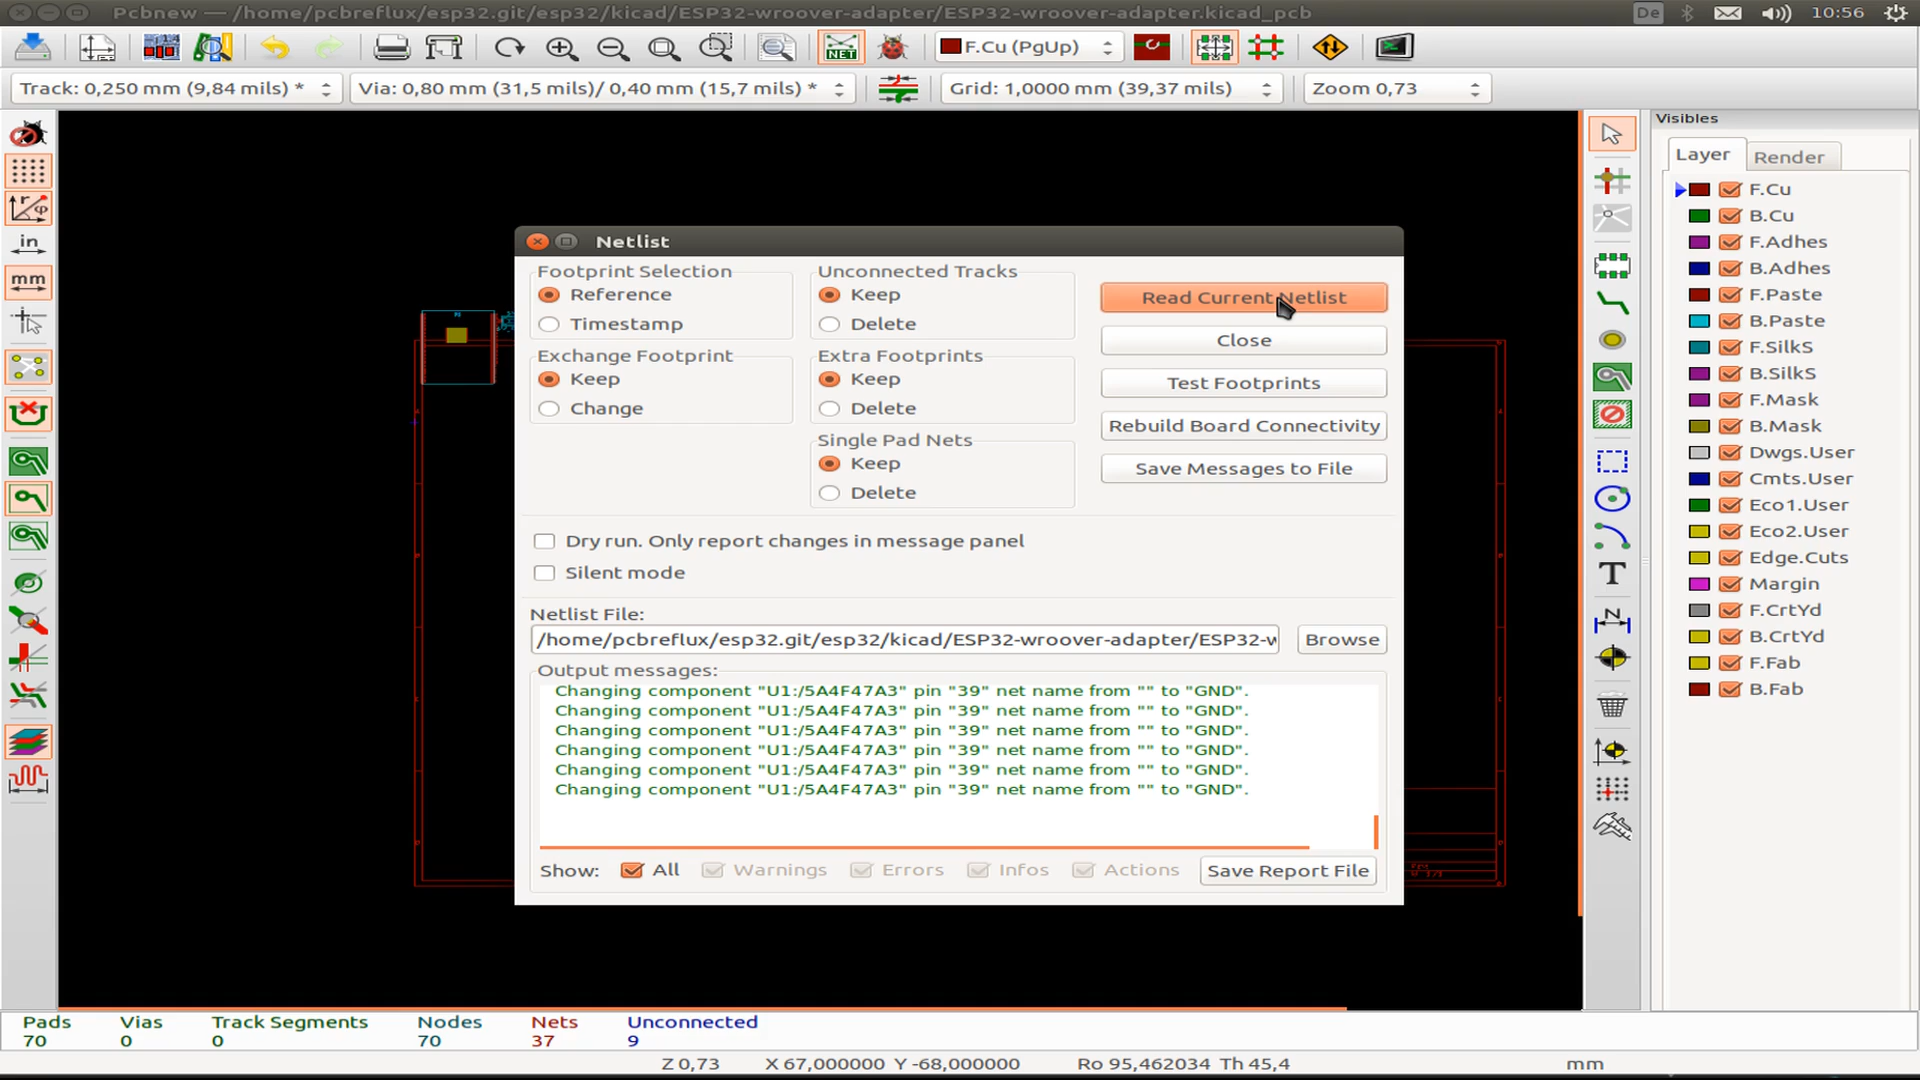 Pcbnew — /home/pcbreflux/esp32.git/esp32/kicad/ESP32-wroover-adapter/ESP32-wroover-adapter.kicad_pcb
De
10:56
NET
F.Cu (PgUp)
Track: 0,250 mm (9,84 mils) *
Via: 0,80 mm (31,5 mils)/ 0,40 mm (15,7 mils) *
Grid: 1,0000 mm (39,37 mils)
Zoom 0,73
in
mm
Netlist
Footprint Selection
Reference
Timestamp
Exchange Footprint
Keep
Change
Unconnected Tracks
Keep
Delete
Extra Footprints
Keep
Delete
Single Pad Nets
Keep
Delete
Read Current Netlist
Close
Test Footprints
Rebuild Board Connectivity
Save Messages to File
Dry run. Only report changes in message panel
Silent mode
Netlist File:
/home/pcbreflux/esp32.git/esp32/kicad/ESP32-wroover-adapter/ESP32-w
Browse
Output messages:
Changing component "U1:/5A4F47A3" pin "39" net name from "" to "GND".
Changing component "U1:/5A4F47A3" pin "39" net name from "" to "GND".
Changing component "U1:/5A4F47A3" pin "39" net name from "" to "GND".
Changing component "U1:/5A4F47A3" pin "39" net name from "" to "GND".
Changing component "U1:/5A4F47A3" pin "39" net name from "" to "GND".
Changing component "U1:/5A4F47A3" pin "39" net name from "" to "GND".
Show: All Warnings Errors Infos Actions
Save Report File
Visibles
Layer Render
F.Cu
B.Cu
F.Adhes
B.Adhes
F.Paste
B.Paste
F.SilkS
B.SilkS
F.Mask
B.Mask
Dwgs.User
Cmts.User
Eco1.User
Eco2.User
Edge.Cuts
Margin
F.CrtYd
B.CrtYd
F.Fab
B.Fab
Pads Vias Track Segments Nodes Nets Unconnected
70 0 0 70 37 9
Z 0,73 X 67,000000 Y -68,000000 Ro 95,462034 Th 45,4 mm